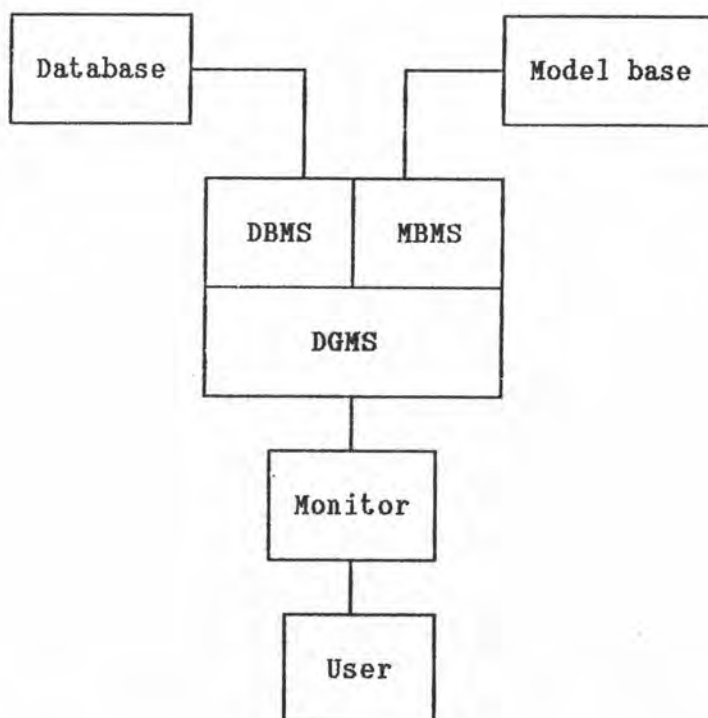 Database
Model base
DBMS
MBMS
DGMS
Monitor
User